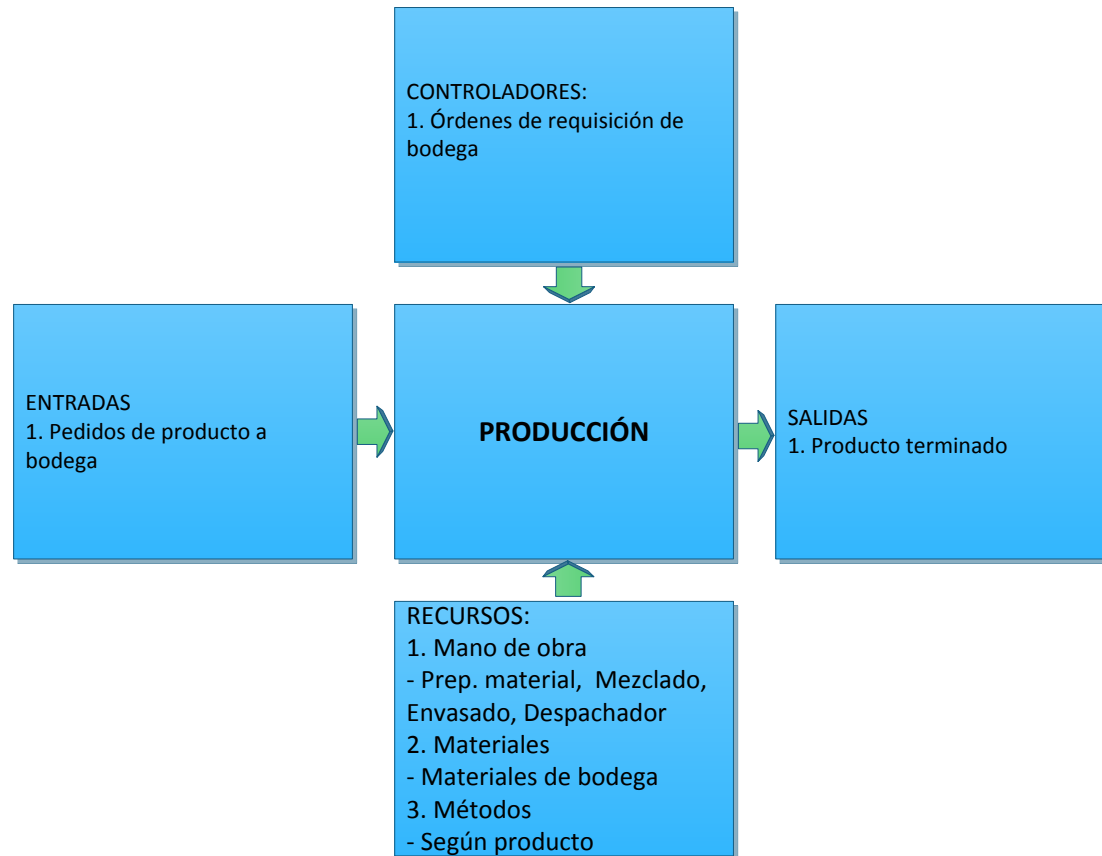 CONTROLADORES:
1. Órdenes de requisición de
bodega
ENTRADAS
1. Pedidos de producto a
bodega
PRODUCCIÓN
SALIDAS
1. Producto terminado
RECURSOS:
1. Mano de obra
- Prep. material, Mezclado,
Envasado, Despachador
2. Materiales
- Materiales de bodega
3. Métodos
- Según producto